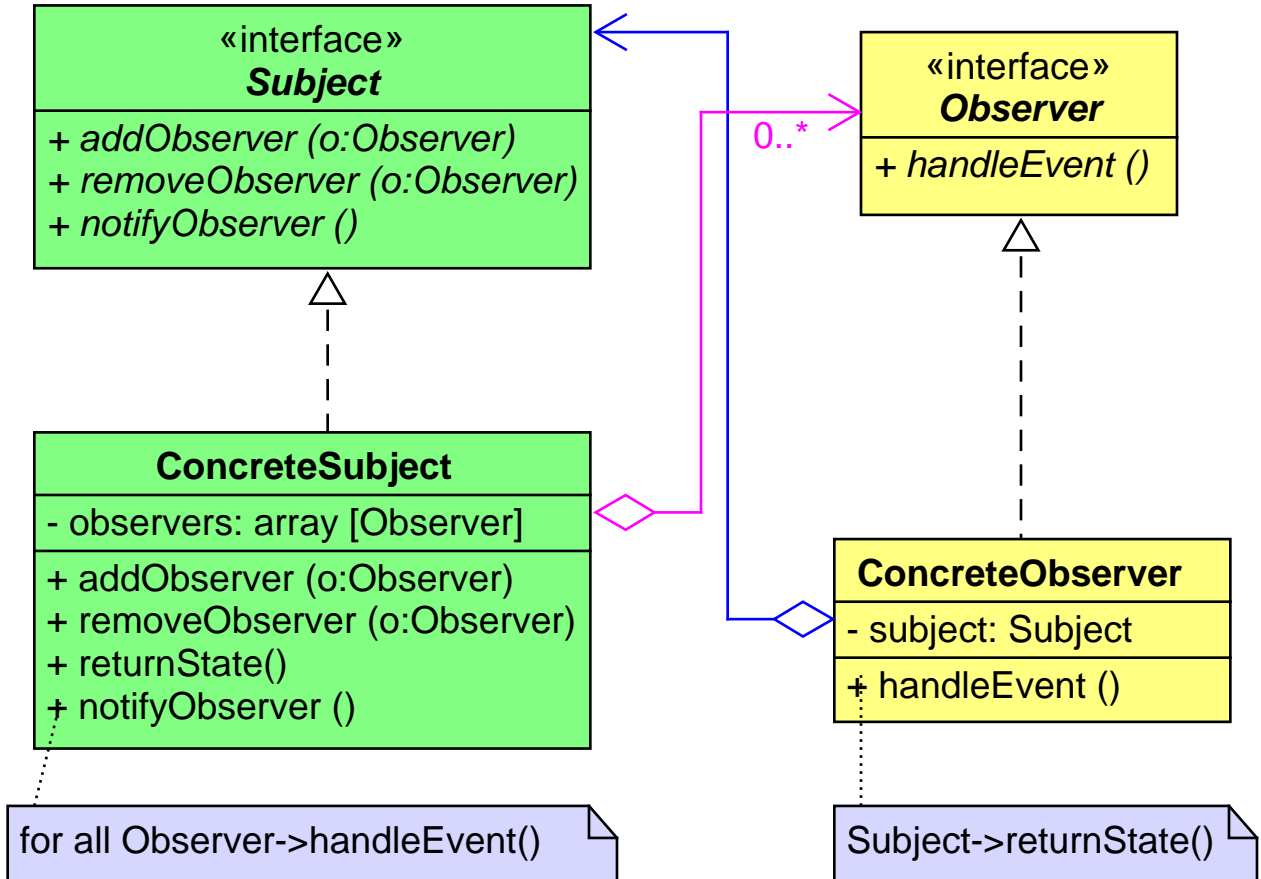 «interface»
Subject
+ addObserver (o:Observer)
+ removeObserver (o:Observer)
+ notifyObserver ()
«interface»
Observer
+ handleEvent ()
0..*
ConcreteSubject
- observers: array [Observer]
+ addObserver (o:Observer)
+ removeObserver (o:Observer)
+ returnState()
+ notifyObserver ()
ConcreteObserver
- subject: Subject
+ handleEvent ()
for all Observer->handleEvent()
Subject->returnState()